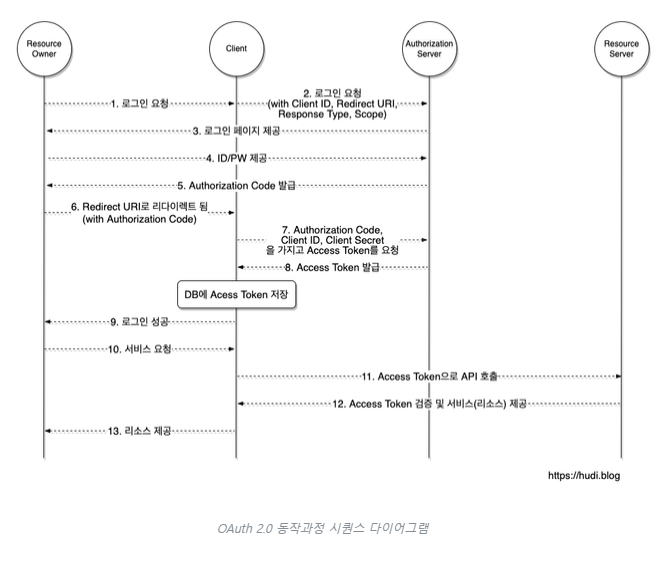 Resource
Owner
Client
Authorization
Server
Resource
Server
1. 로그인 요청
2. 로그인 요청
(with Client ID, Redirect URI,
Response Type, Scope)
3. 로그인 페이지 제공
4. ID/PW 제공
5. Authorization Code 발급
6. Redirect URI로 리다이렉트 됨
(with Authorization Code)
7. Authorization Code,
Client ID, Client Secret
을 가지고 Access Token를 요청
8. Access Token 발급
DB에 Acess Token 저장
9. 로그인 성공
10. 서비스 요청
11. Access Token으로 API 호출
12. Access Token 검증 및 서비스(리소스) 제공
13. 리소스 제공
https://hudi.blog
OAuth 2.0 동작과정 시퀀스 다이어그램